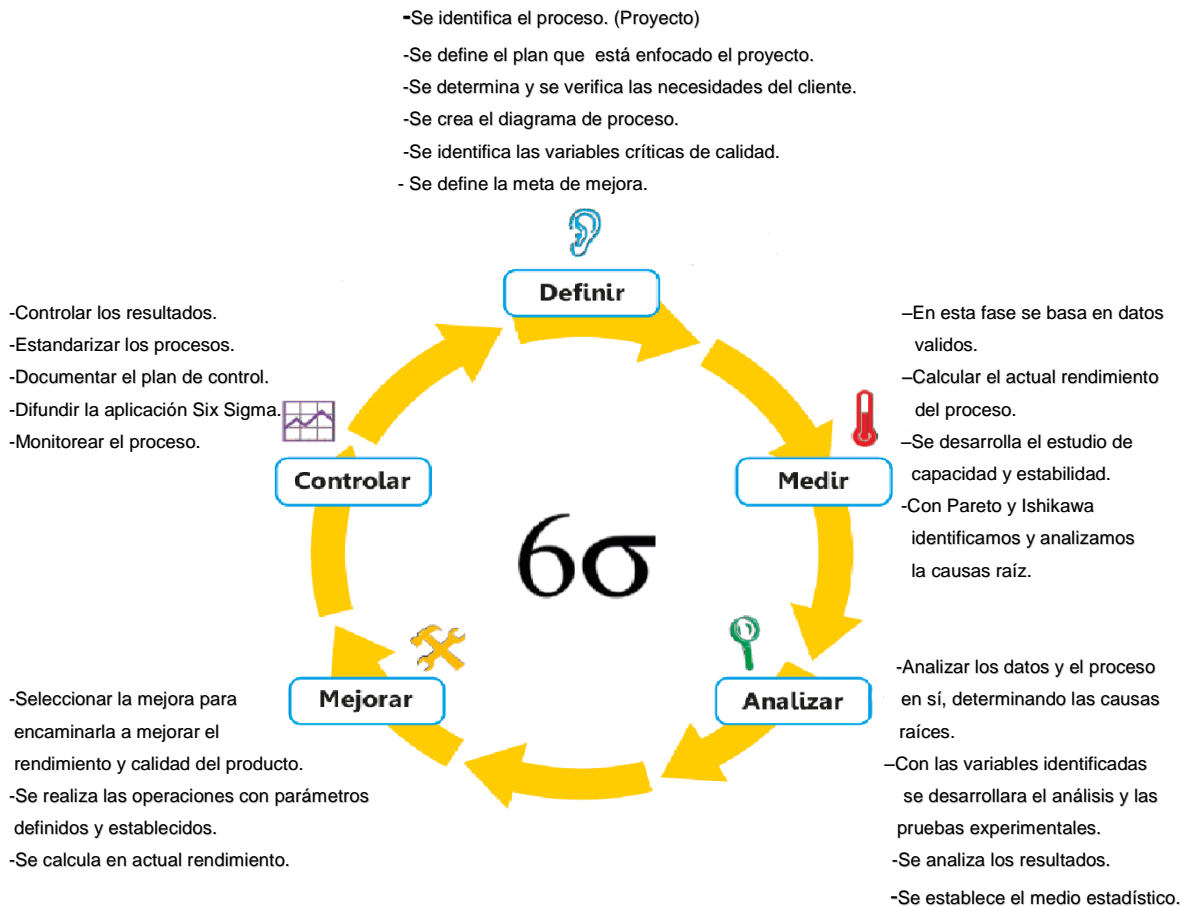 -Se identifica el proceso. (Proyecto)
-Se define el plan que está enfocado el proyecto.
-Se determina y se verifica las necesidades del cliente.
-Se crea el diagrama de proceso.
-Se identifica las variables críticas de calidad.
- Se define la meta de mejora.
Definir
–En esta fase se basa en datos
validos.
–Calcular el actual rendimiento
del proceso.
–Se desarrolla el estudio de
capacidad y estabilidad.
-Con Pareto y Ishikawa
identificamos y analizamos
la causas raíz.
Medir
-Analizar los datos y el proceso
en sí, determinando las causas
raíces.
–Con las variables identificadas
se desarrollara el análisis y las
pruebas experimentales.
-Se analiza los resultados.
-Se establece el medio estadístico.
Analizar
-Seleccionar la mejora para
encaminarla a mejorar el
rendimiento y calidad del producto.
-Se realiza las operaciones con parámetros
definidos y establecidos.
-Se calcula en actual rendimiento.
Mejorar
-Controlar los resultados.
-Estandarizar los procesos.
-Documentar el plan de control.
-Difundir la aplicación Six Sigma.
-Monitorear el proceso.
Controlar
6σ